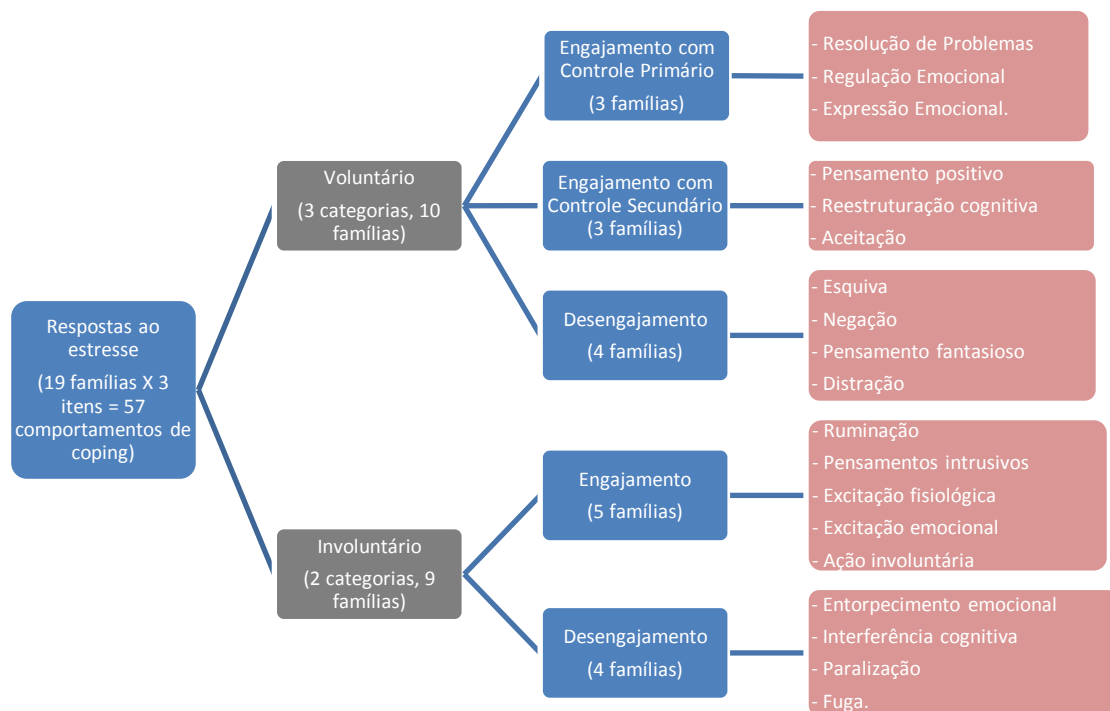 Respostas ao
estresse
(19 famílias X 3
itens = 57
comportamentos de
coping)
Voluntário
(3 categorias, 10
famílias)
Engajamento com
Controle Primário
(3 famílias)
- Resolução de Problemas
- Regulação Emocional
- Expressão Emocional.
Engajamento com
Controle Secundário
(3 famílias)
- Pensamento positivo
- Reestruturação cognitiva
- Aceitação
Desengajamento
(4 famílias)
- Esquiva
- Negação
- Pensamento fantasioso
- Distração
Involuntário
(2 categorias, 9
famílias)
Engajamento
(5 famílias)
- Ruminação
- Pensamentos intrusivos
- Excitação fisiológica
- Excitação emocional
- Ação involuntária
Desengajamento
(4 famílias)
- Entorpecimento emocional
- Interferência cognitiva
- Paralização
- Fuga.